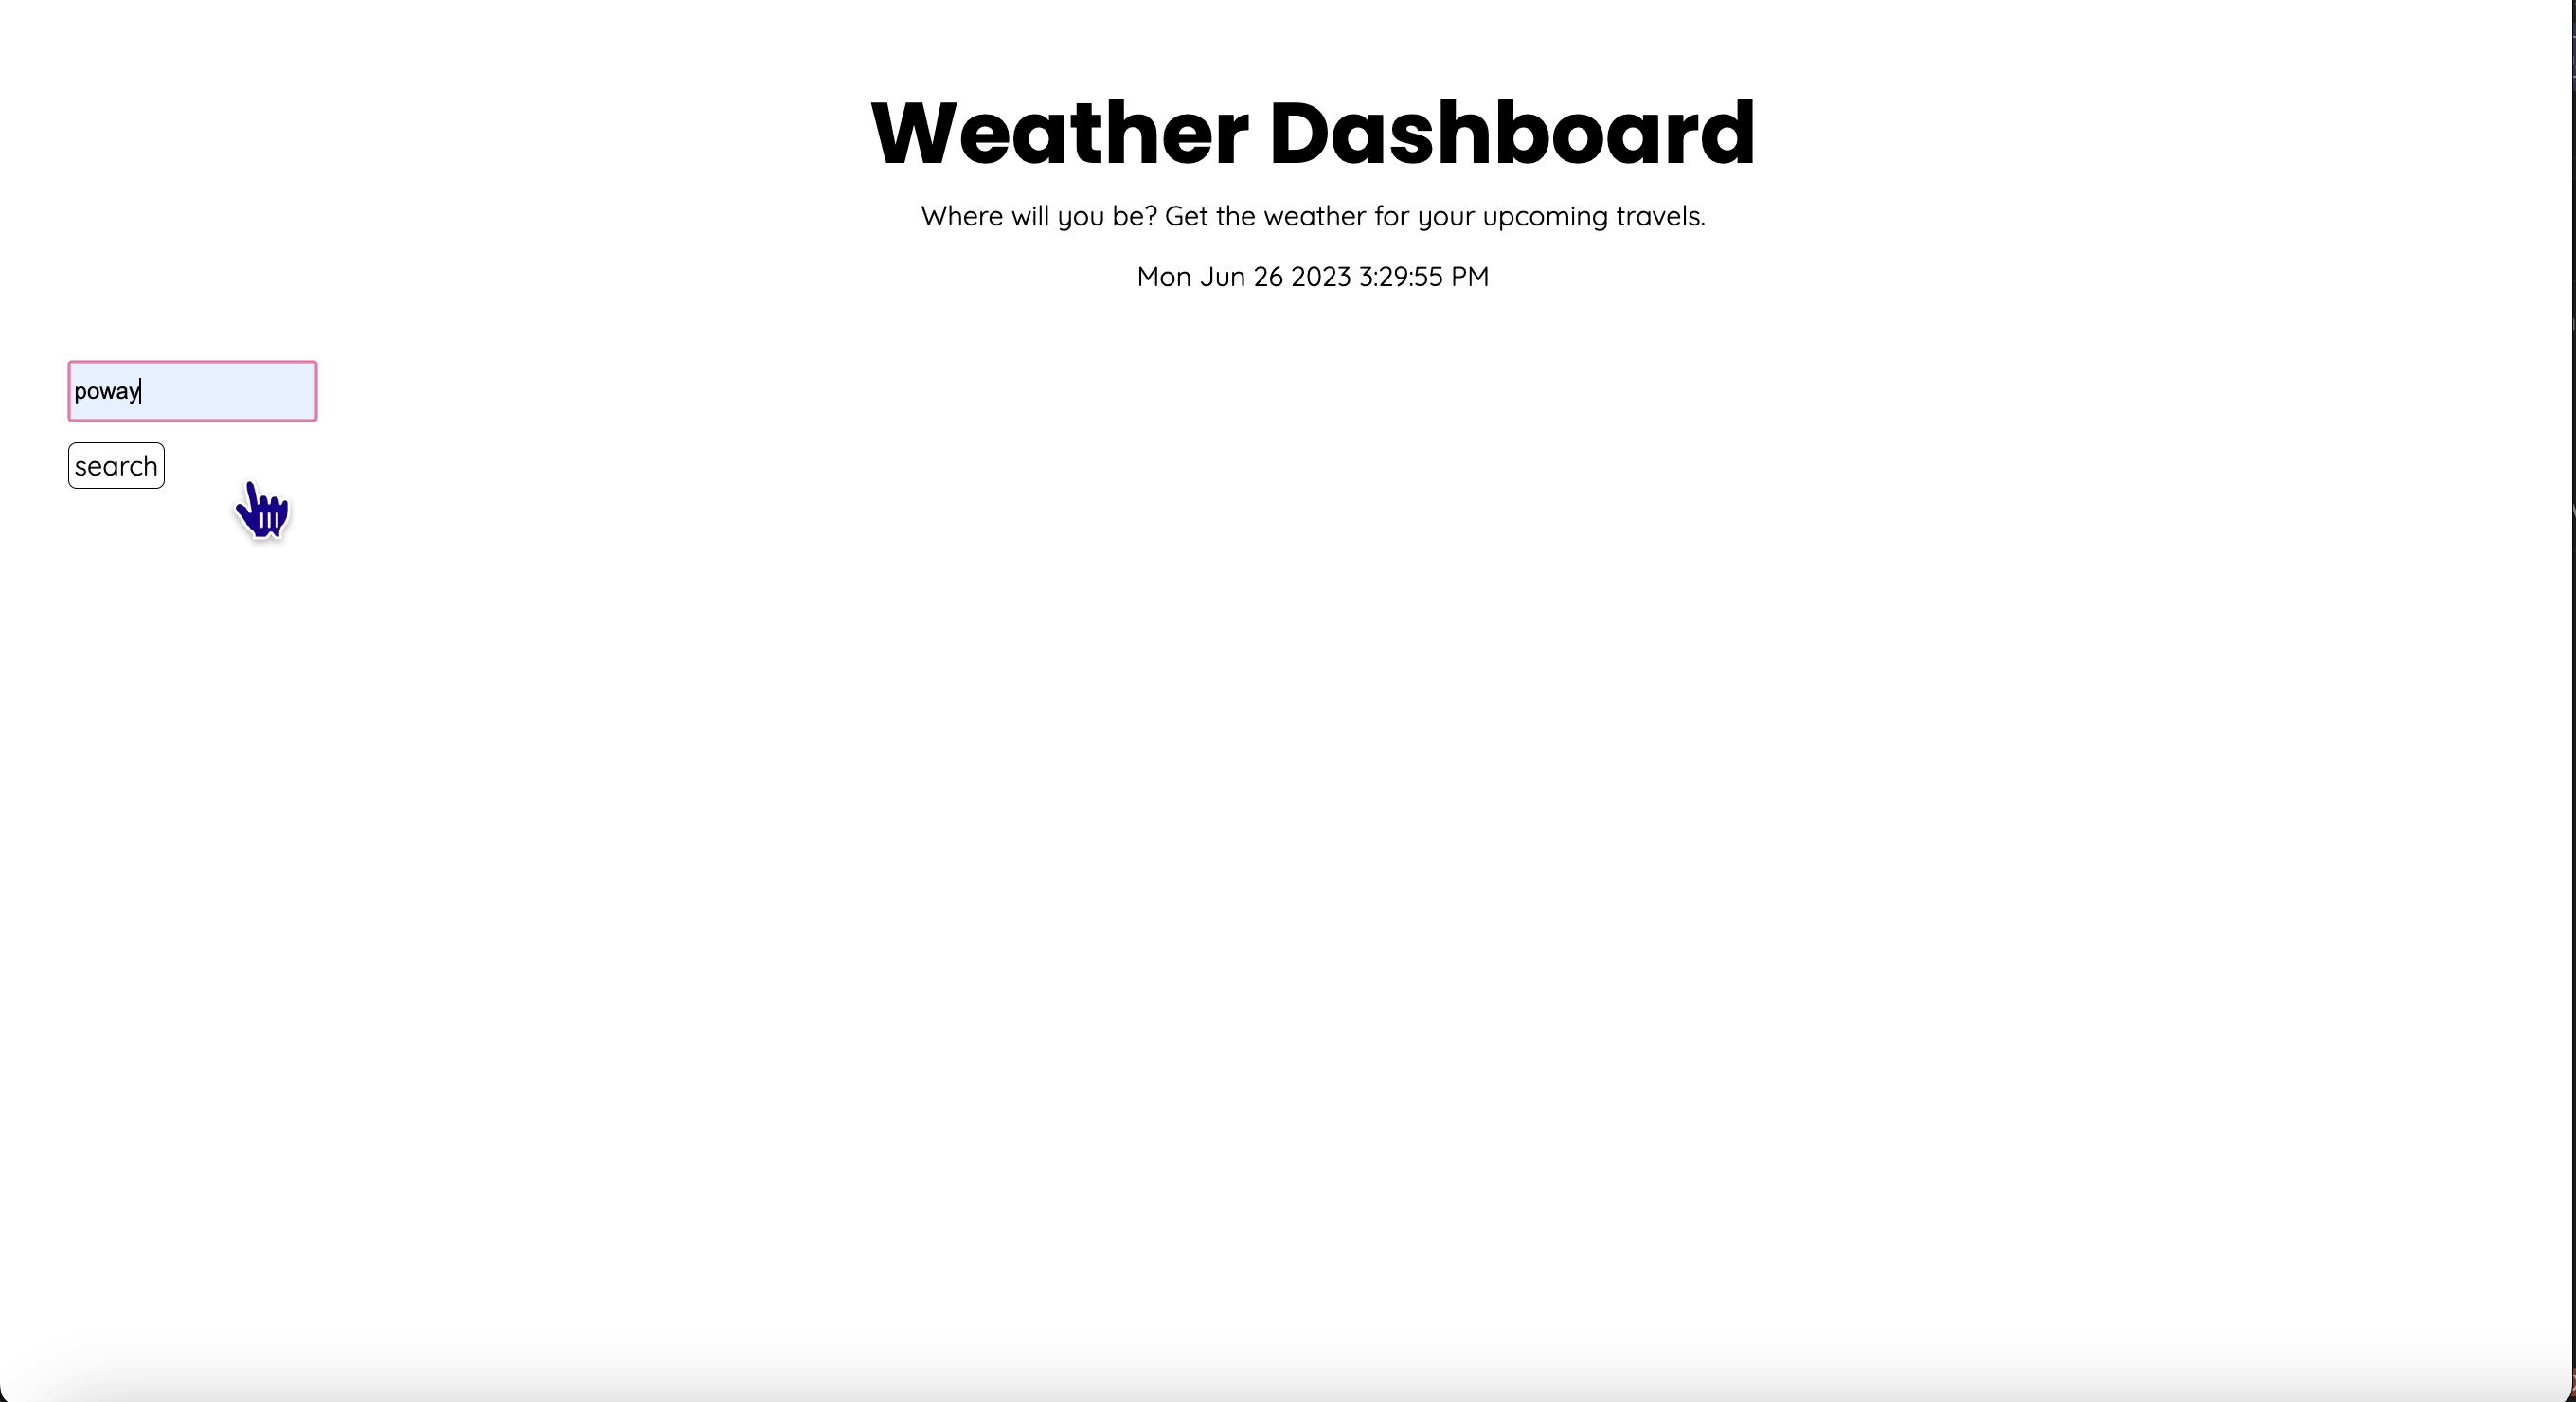 Weather Dashboard
Where will you be? Get the weather for your upcoming travels.
Mon Jun 26 2023 3:29:55 PM
poway
search